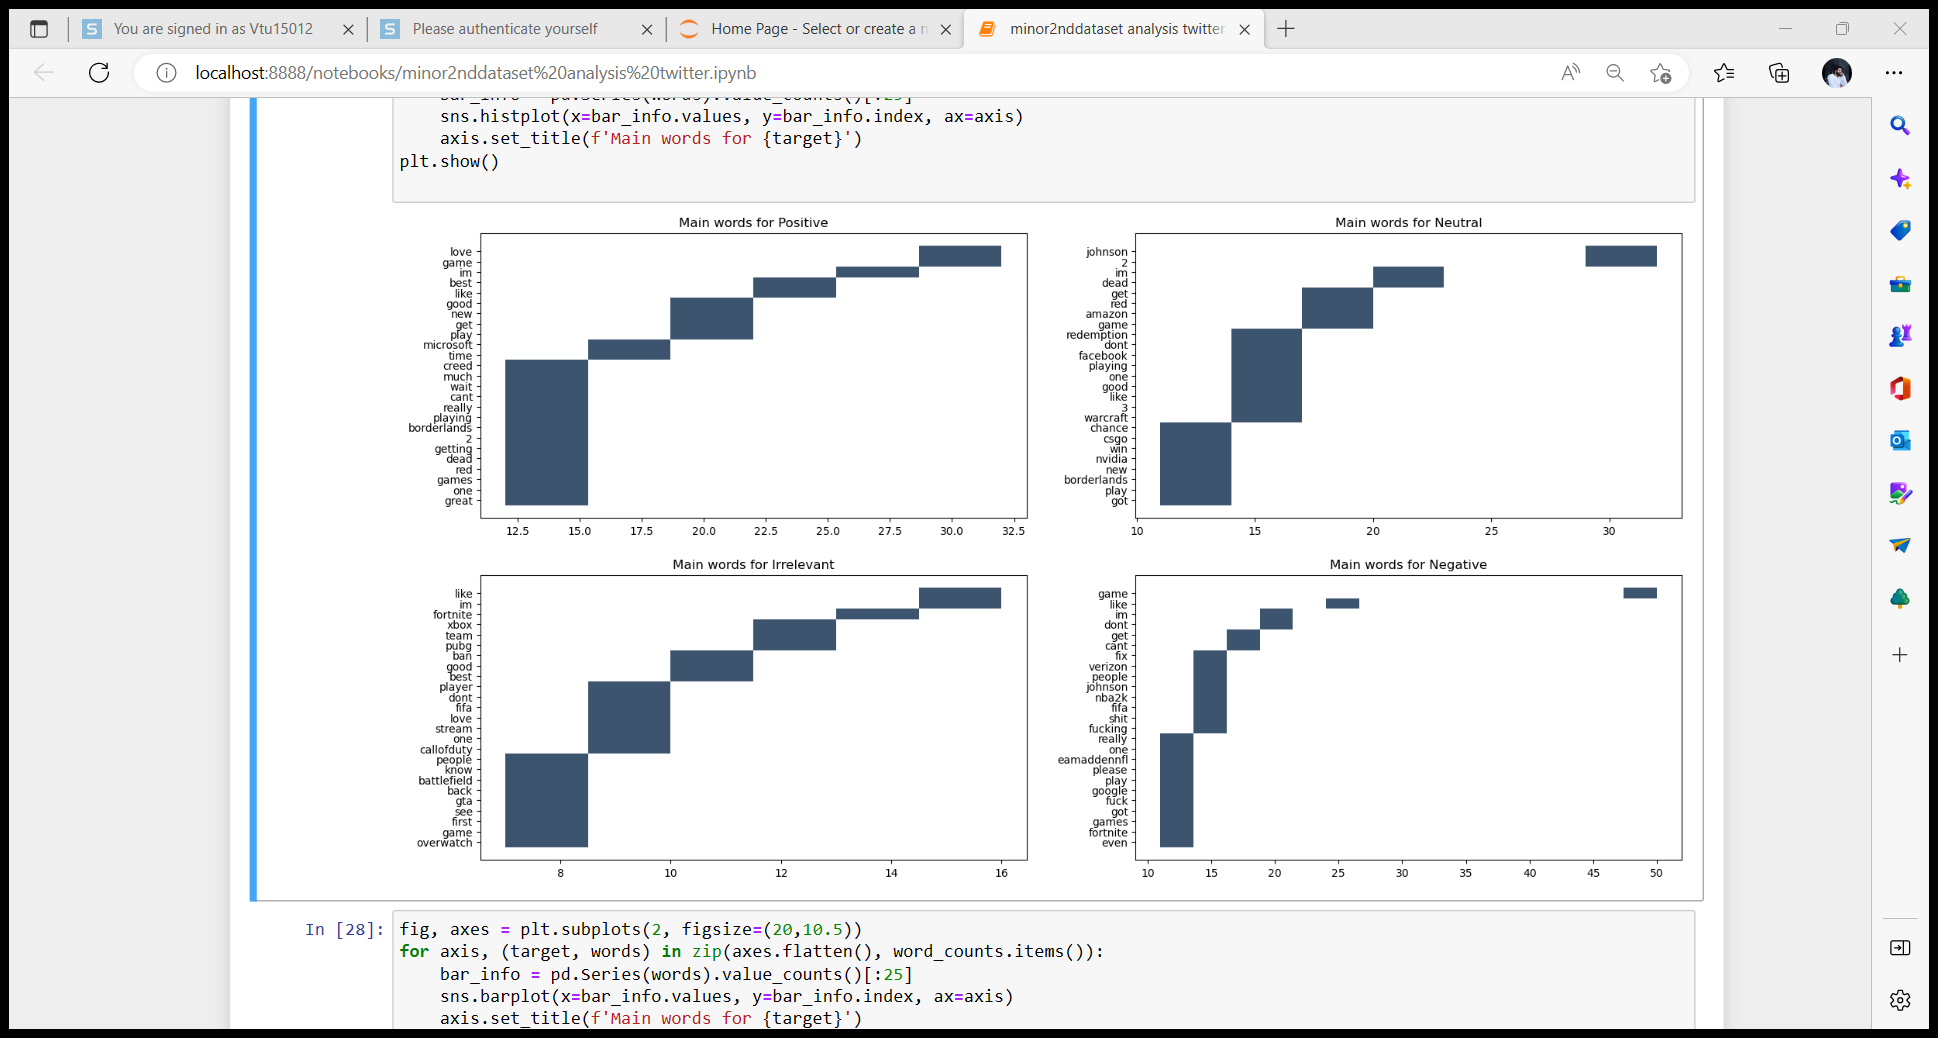 You are signed in as Vtu15012
Please authenticate yourself
Home Page - Select or create a n
minor2nddataset analysis twitter
localhost:8888/notebooks/minor2nddataset%20analysis%20twitter.ipynb
bar_info = pd.Series(words).value_counts()[:25]
sns.histplot(x=bar_info.values, y=bar_info.index, ax=axis)
axis.set_title(f'Main words for {target}')
plt.show()
Main words for Positive
love
game
im
best
like
good
new
get
play
microsoft
time
creed
much
wait
cant
really
playing
borderlands
2
getting
dead
red
games
one
great
12.5 15.0 17.5 20.0 22.5 25.0 27.5 30.0 32.5
Main words for Neutral
johnson
2
im
dead
get
red
amazon
game
redemption
dont
facebook
playing
one
good
like
3
warcraft
chance
csgo
win
nvidia
new
borderlands
play
got
10 15 20 25 30
Main words for Irrelevant
like
im
fortnite
xbox
team
pubg
ban
good
best
player
dont
fifa
love
stream
one
callofduty
people
know
battlefield
back
gta
see
first
game
overwatch
8 10 12 14 16
Main words for Negative
game
like
im
dont
get
cant
fix
verizon
people
johnson
nba2k
fifa
shit
fucking
really
one
eamaddennfl
please
play
google
fuck
got
games
fortnite
even
10 15 20 25 30 35 40 45 50
In [28]: fig, axes = plt.subplots(2, figsize=(20,10.5))
for axis, (target, words) in zip(axes.flatten(), word_counts.items()):
bar_info = pd.Series(words).value_counts()[:25]
sns.barplot(x=bar_info.values, y=bar_info.index, ax=axis)
axis.set_title(f'Main words for {target}')